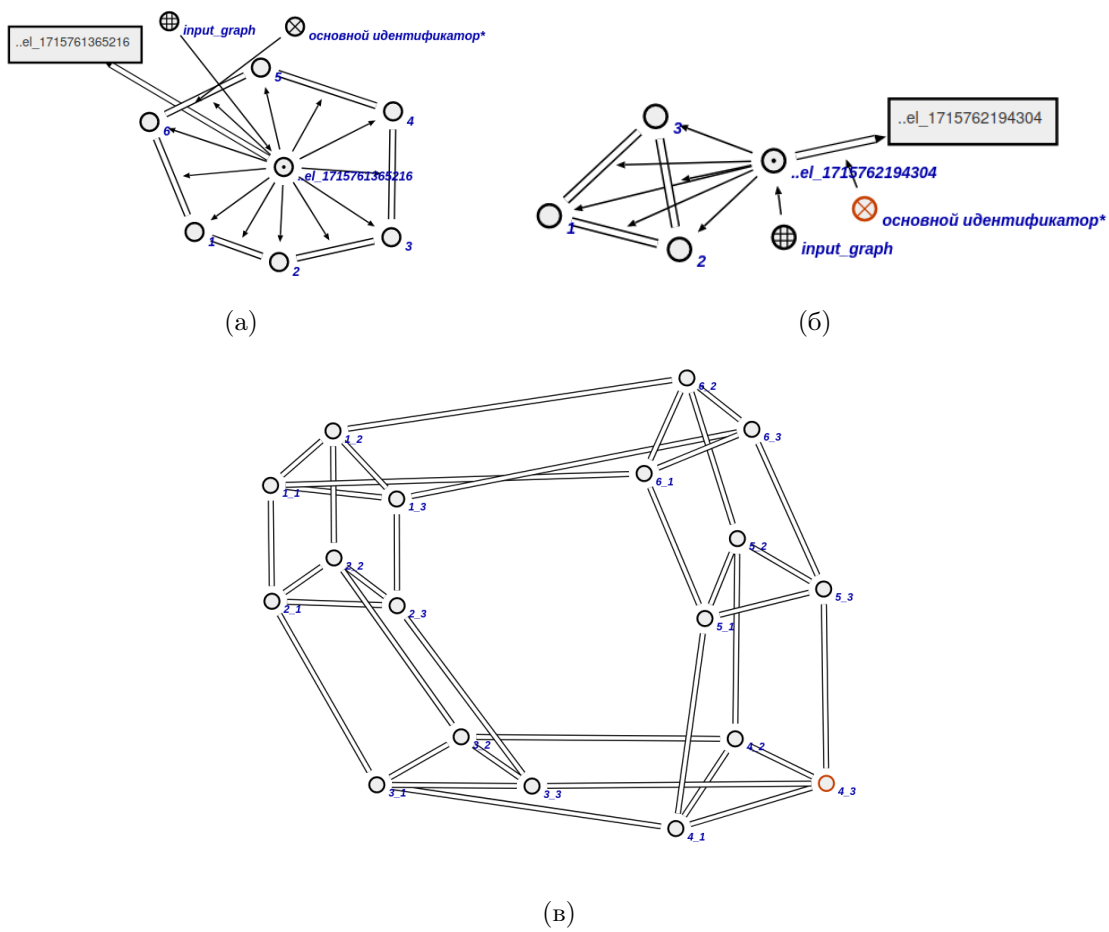 input_graph
основной идентификатор*
..el_1715761365216
5
4
6
..el_1715761365216
1
3
2
(а)
..el_1715762194304
3
..el_1715762194304
основной идентификатор*
1
2
input_graph
(б)
6_2
1_2
6_3
6_1
1_1
1_3
5_2
2_2
5_3
2_1
2_3
5_1
3_2
4_2
3_1
3_3
4_3
4_1
(в)